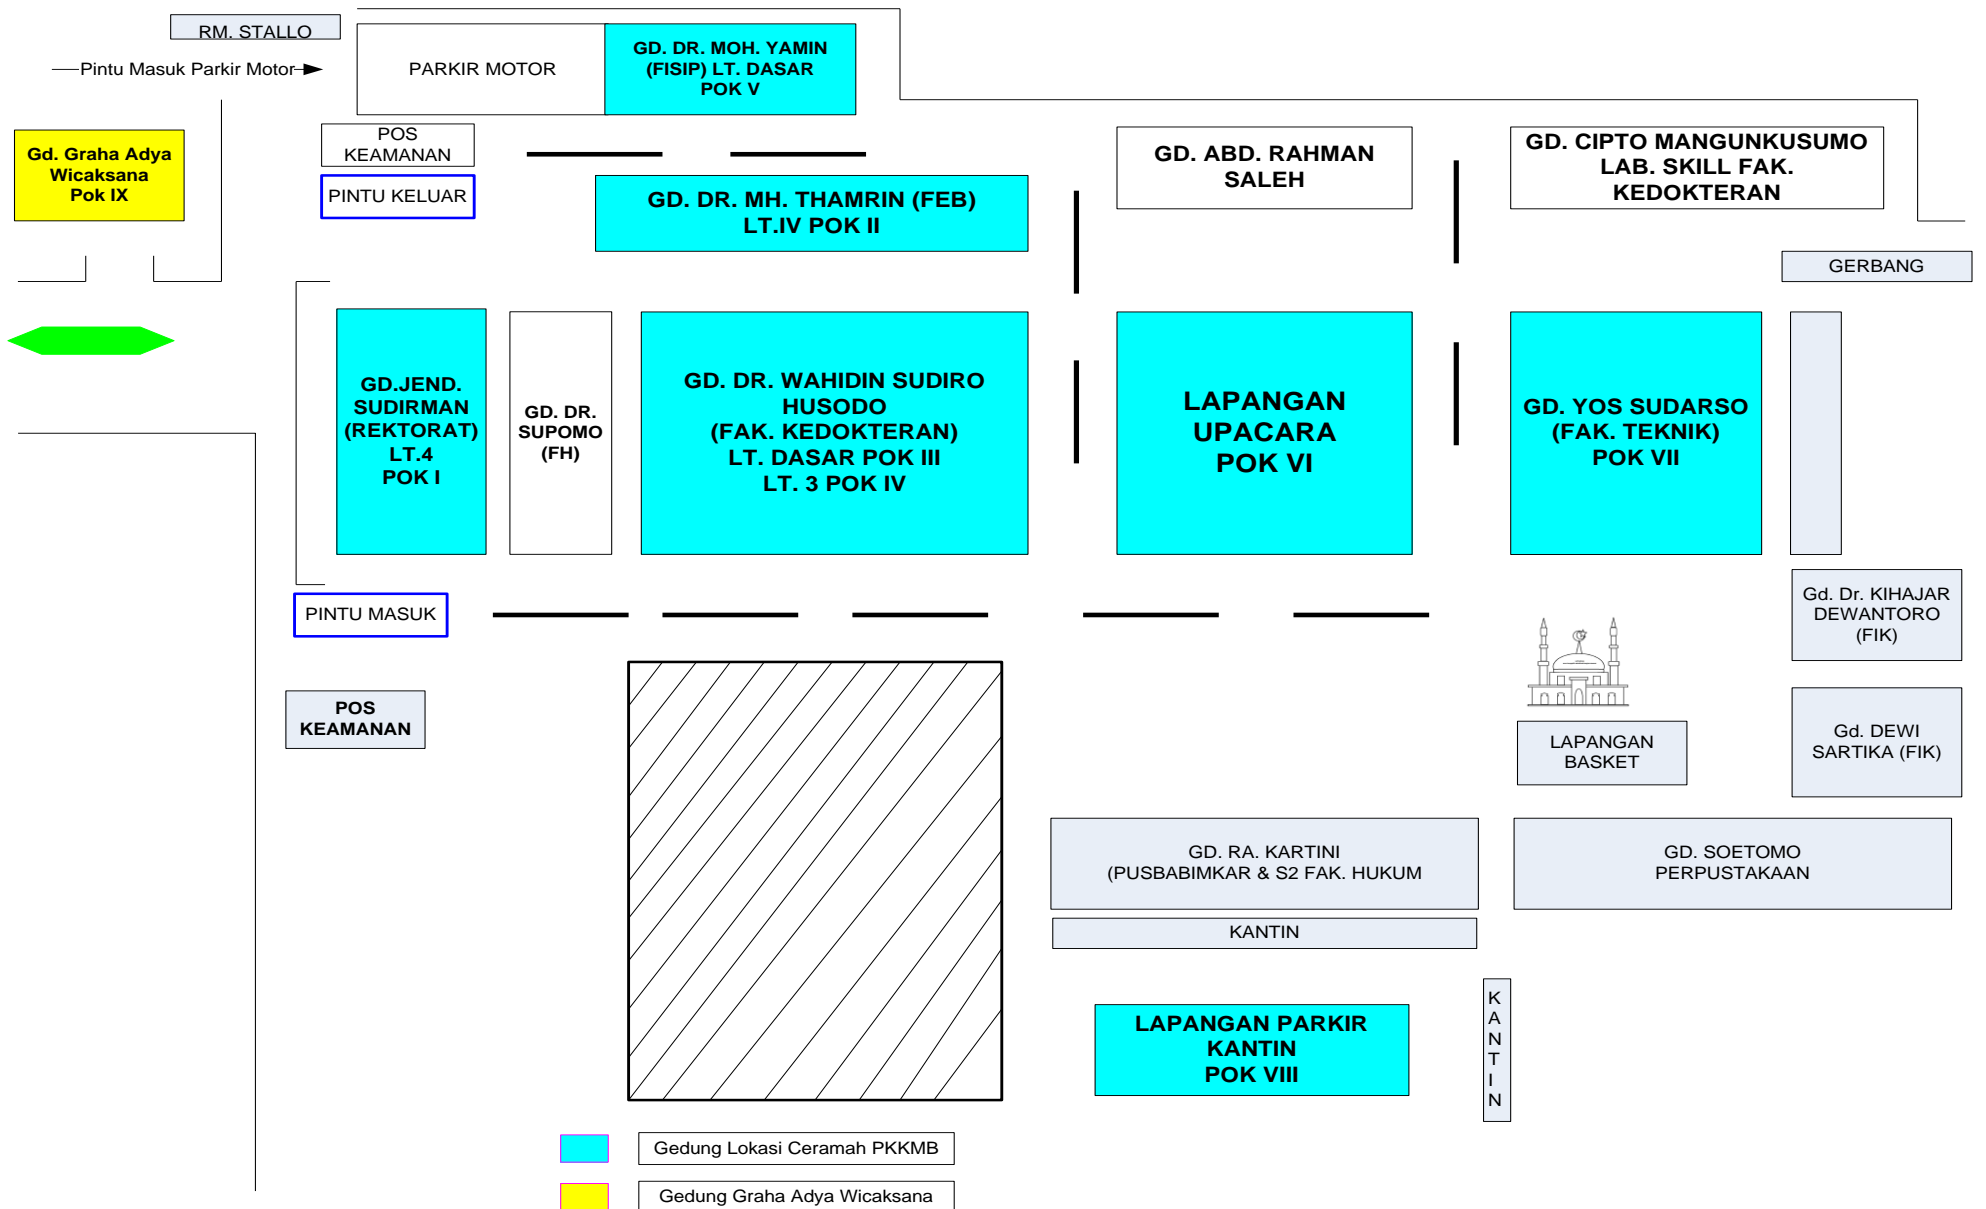 RM. STALLO
Pintu Masuk Parkir Motor
PARKIR MOTOR
GD. DR. MOH. YAMIN
(FISIP) LT. DASAR
POK V
Gd. Graha Adya
Wicaksana
Pok IX
POS
KEAMANAN
PINTU KELUAR
GD. DR. MH. THAMRIN (FEB)
LT.IV POK II
GD. ABD. RAHMAN
SALEH
GD. CIPTO MANGUNKUSUMO
LAB. SKILL FAK.
KEDOKTERAN
GERBANG
GD.JEND.
SUDIRMAN
(REKTORAT)
LT.4
POK I
GD. DR.
SUPOMO
(FH)
GD. DR. WAHIDIN SUDIRO
HUSODO
(FAK. KEDOKTERAN)
LT. DASAR POK III
LT. 3 POK IV
LAPANGAN
UPACARA
POK VI
GD. YOS SUDARSO
(FAK. TEKNIK)
POK VII
PINTU MASUK
Gd. Dr. KIHAJAR
DEWANTORO
(FIK)
POS
KEAMANAN
LAPANGAN
BASKET
Gd. DEWI
SARTIKA (FIK)
GD. RA. KARTINI
(PUSBABIMKAR & S2 FAK. HUKUM
GD. SOETOMO
PERPUSTAKAAN
KANTIN
LAPANGAN PARKIR
KANTIN
POK VIII
K
A
N
T
I
N
Gedung Lokasi Ceramah PKKMB
Gedung Graha Adya Wicaksana